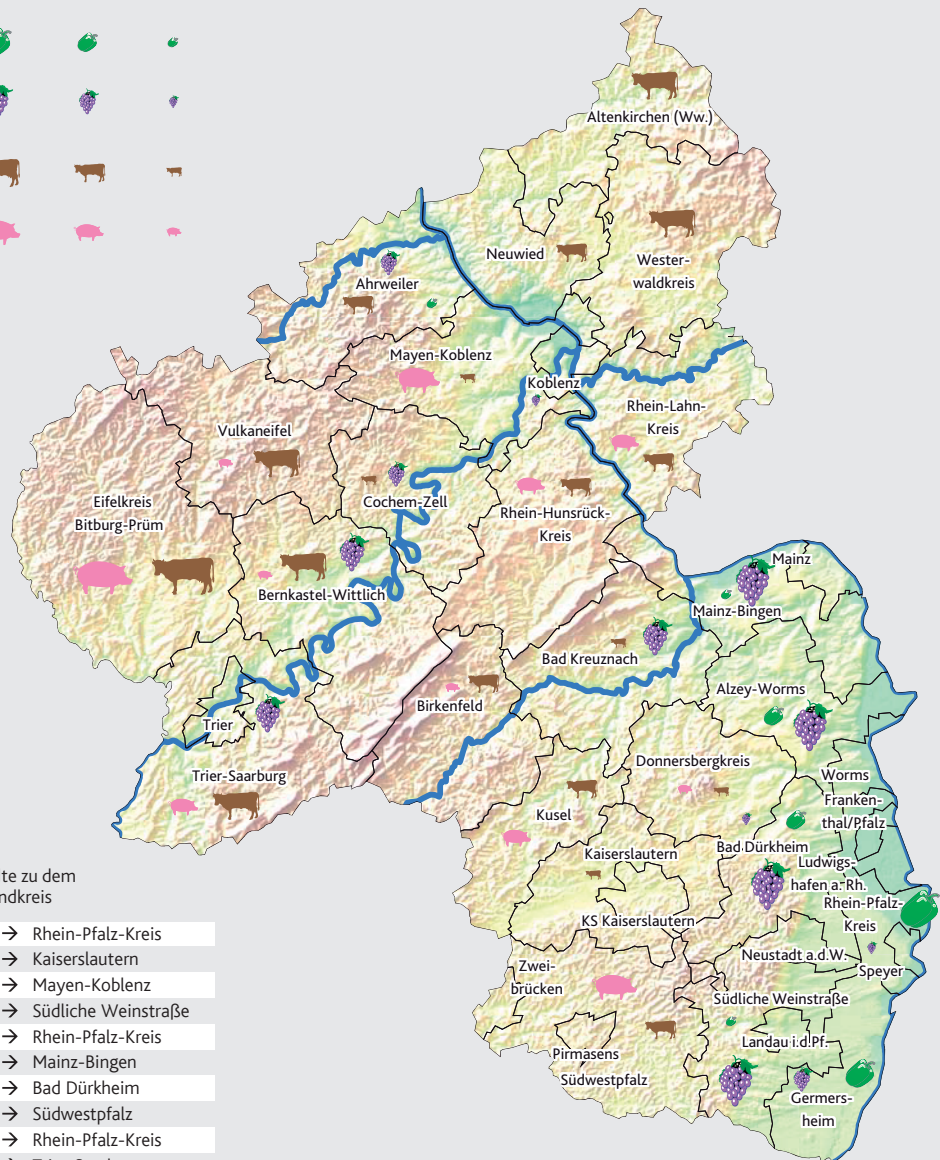 Altenkirchen (Ww.)
Neuwied
Wester-
waldkreis
Ahrweiler
Mayen-Koblenz
Koblenz
Rhein-Lahn-
Kreis
Vulkaneifel
Eifelkreis
Bitburg-Prüm
Cochem-Zell
Rhein-Hunsrück-
Kreis
Bernkastel-Wittlich
Mainz
Mainz-Bingen
Bad Kreuznach
Alzey-Worms
Birkenfeld
Trier
Trier-Saarburg
Donnersbergkreis
Worms
Franken-
thal/Pfalz
Kusel
Kaiserslautern
Bad Dürkheim
Ludwigs-
hafen a. Rh.
Rhein-Pfalz-
Kreis
KS Kaiserslautern
Neustadt a.d.W.
Speyer
Zwei-
brücken
Südliche Weinstraße
Landau i.d.Pf.
Pirmasens
Südwestpfalz
Germers-
heim
te zu dem
ndkreis
→ Rhein-Pfalz-Kreis
→ Kaiserslautern
→ Mayen-Koblenz
→ Südliche Weinstraße
→ Rhein-Pfalz-Kreis
→ Mainz-Bingen
→ Bad Dürkheim
→ Südwestpfalz
→ Rhein-Pfalz-Kreis